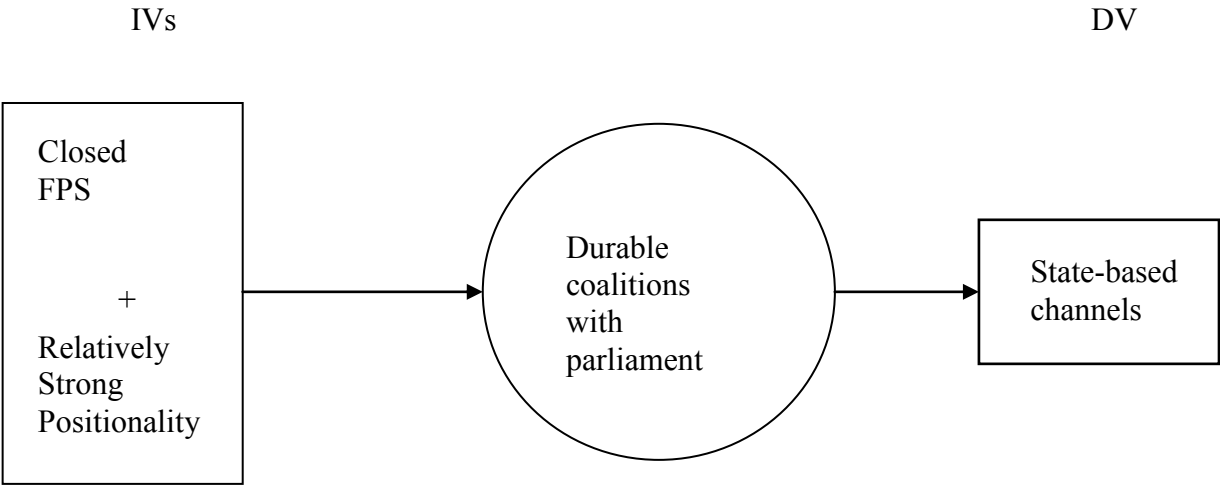 IVs
DV
Closed
FPS
+
Relatively
Strong
Positionality
Durable
coalitions
with
parliament
State-based
channels